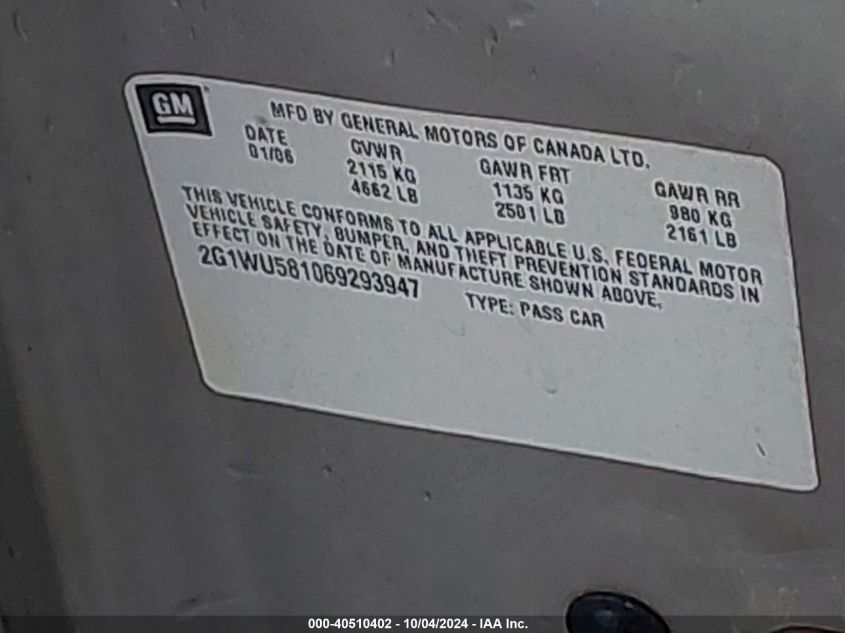 GM
MFD BY GENERAL MOTORS OF CANADA LTD.
DATE GVWR GAWR FRT GAWR RR
01/06 2115 KG 1135 KG 980 KG
4662 LB 2501 LB 2161 LB
THIS VEHICLE CONFORMS TO ALL APPLICABLE U.S. FEDERAL MOTOR
VEHICLE SAFETY, BUMPER, AND THEFT PREVENTION STANDARDS IN
EFFECT ON THE DATE OF MANUFACTURE SHOWN ABOVE.
2G1WU581069293947 TYPE: PASS CAR
000-40510402 - 10/04/2024 - IAA Inc.